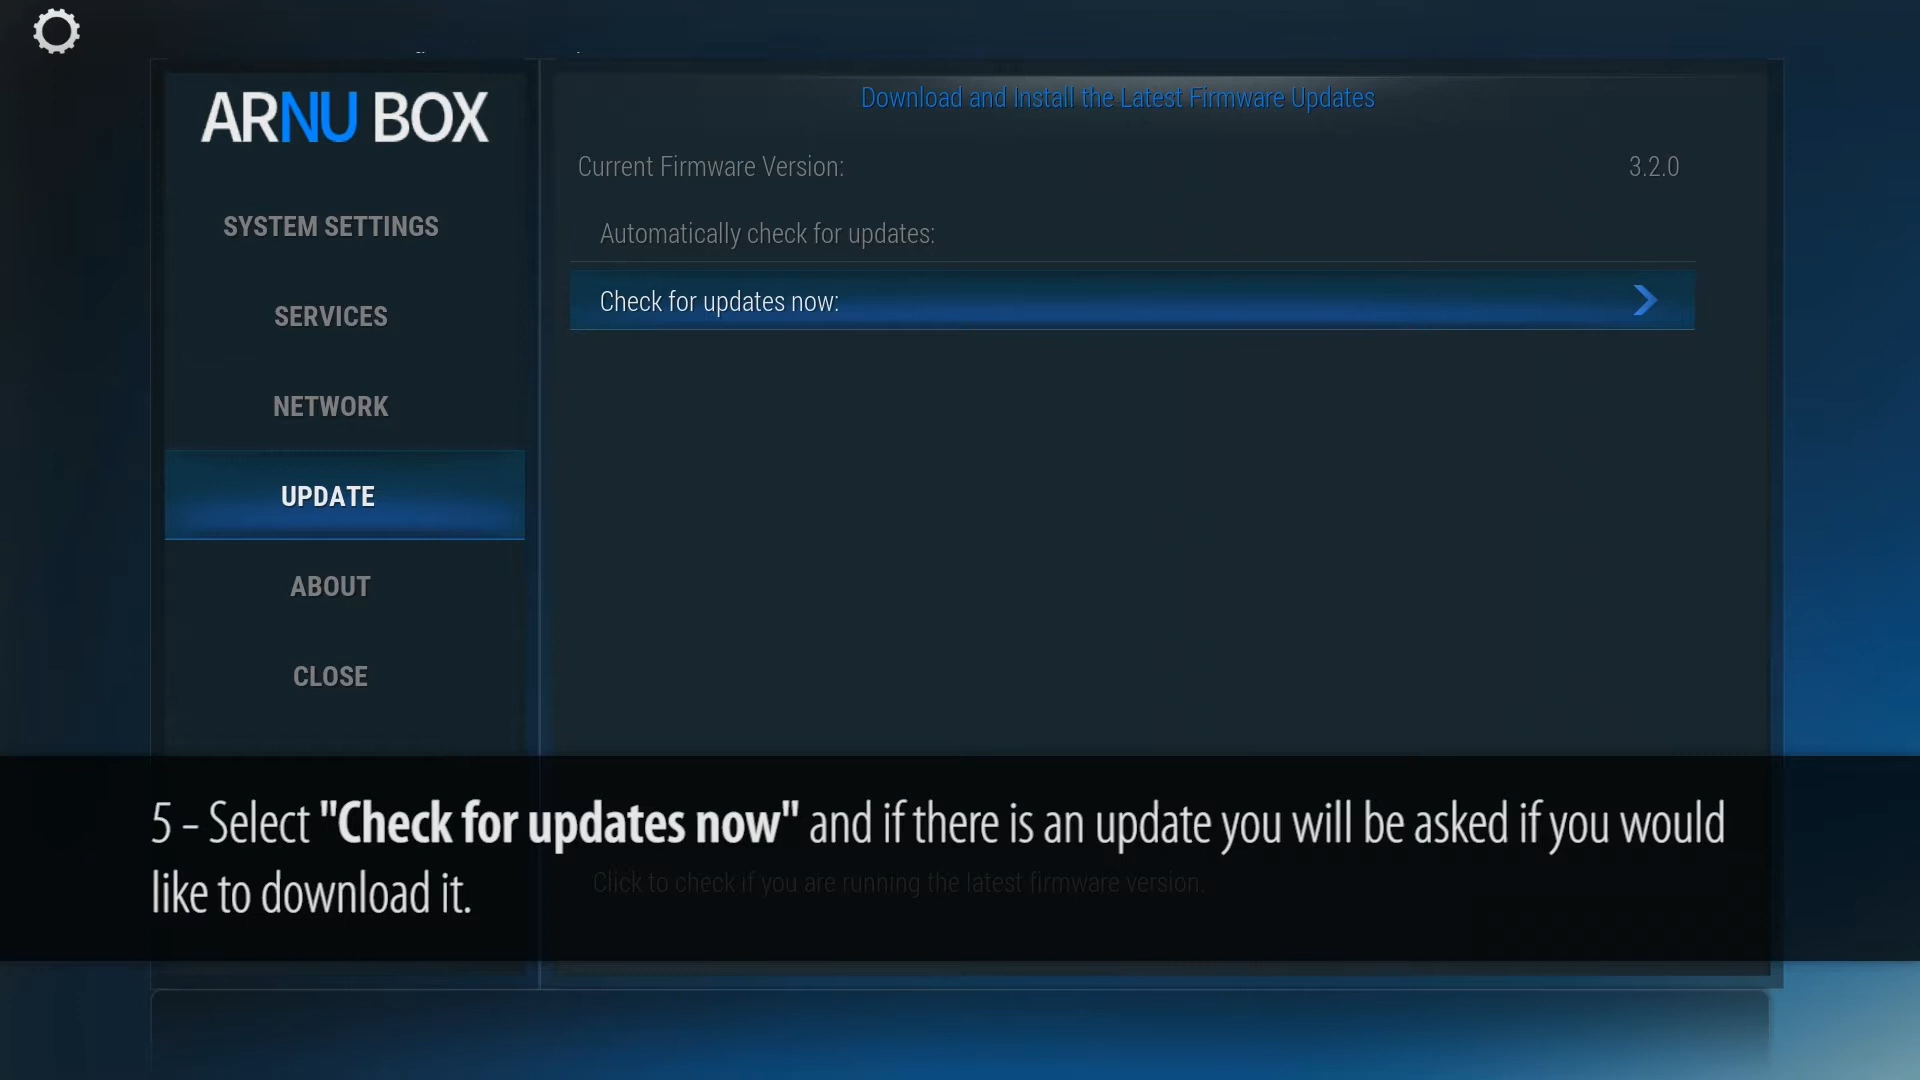 ARNU BOX
SYSTEM SETTINGS
SERVICES
NETWORK
UPDATE
ABOUT
CLOSE
Download and Install the Latest Firmware Updates
Current Firmware Version: 3.2.0
Automatically check for updates:
Check for updates now:
5 - Select "Check for updates now" and if there is an update you will be asked if you would
like to download it.
Click to check if you are running the latest firmware version.